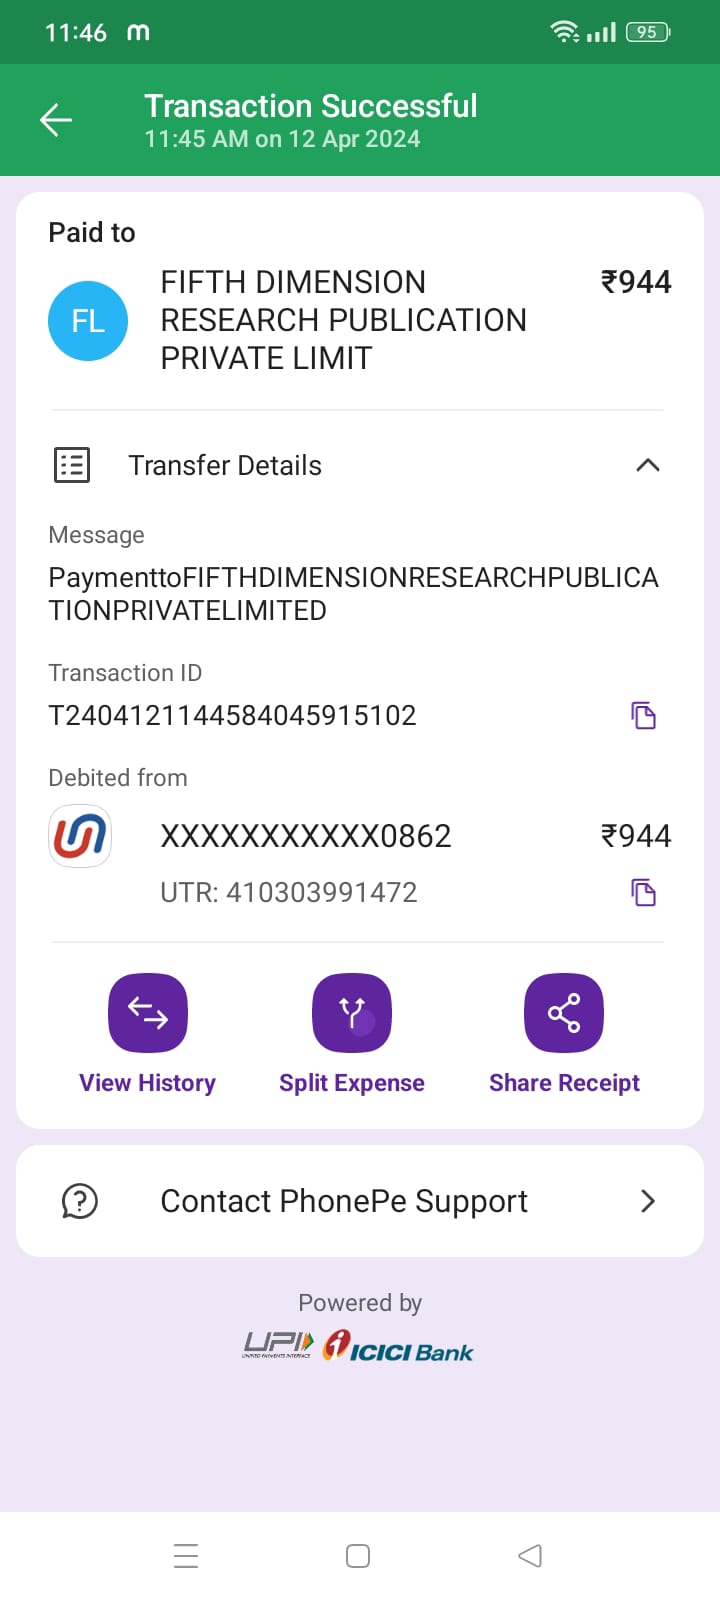 11:46 m 95
Transaction Successful
11:45 AM on 12 Apr 2024
Paid to
FL
FIFTH DIMENSION ₹944
RESEARCH PUBLICATION
PRIVATE LIMIT
Transfer Details
Message
PaymenttoFIFTHDIMENSIONRESEARCHPUBLICA
TIONPRIVATELIMITED
Transaction ID
T2404121144584045915102
Debited from
XXXXXXXXXXX0862 ₹944
UTR: 410303991472
View History Split Expense Share Receipt
Contact PhonePe Support
Powered by
UPI ICICI Bank
UNIFIED PAYMENTS INTERFACE